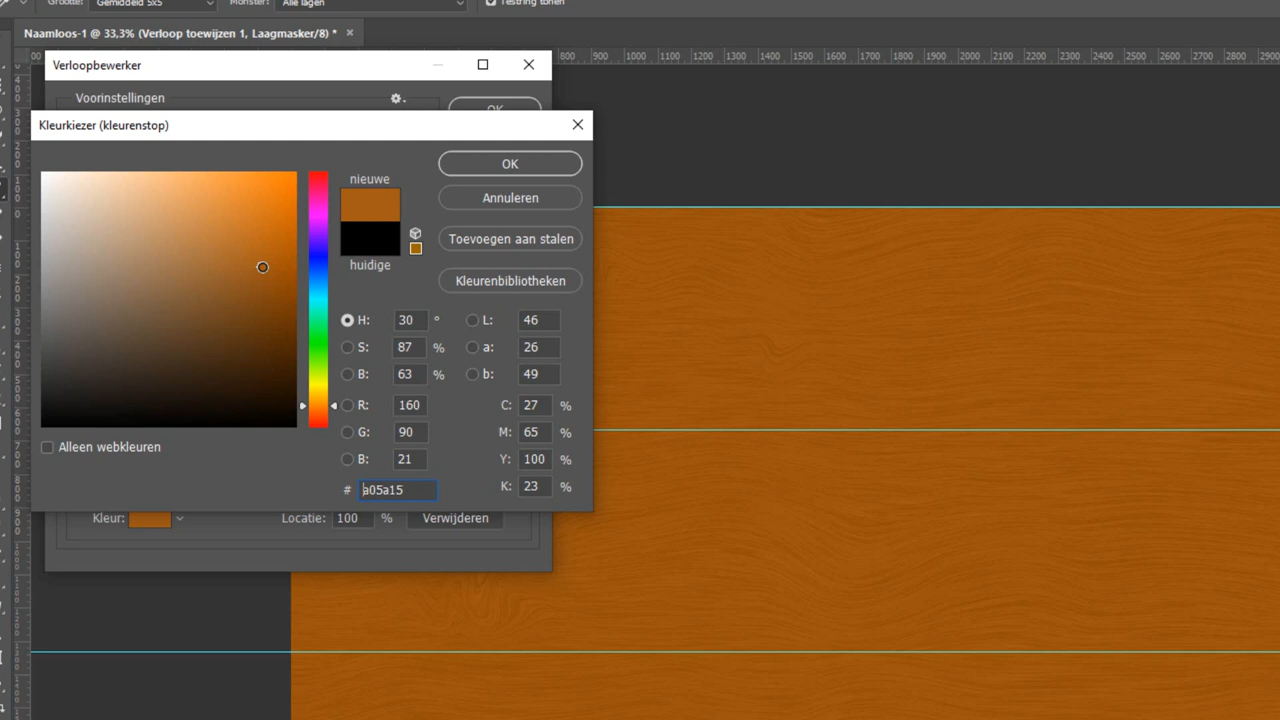 Grootte: Gemiddeld 5x5 Monster: Alle lagen Testring tonen
Naamloos-1 @ 33,3% (Verloop toewijzen 1, Laagmasker/8) *
800 900 1000 1100 1200 1300 1400 1500 1600 1700 1800 1900 2000 2100 2200 2300 2400 2500 2600 2700 2800 2900
Verloopbewerker
Voorinstellingen
OK
Kleurkiezer (kleurenstop)
nieuwe
huidige
OK
Annuleren
Toevoegen aan stalen
Kleurenbibliotheken
H: 30 °
S: 87 %
B: 63 %
R: 160
G: 90
B: 21
# a05a15
L: 46
a: 26
b: 49
C: 27 %
M: 65 %
Y: 100 %
K: 23 %
Alleen webkleuren
Kleur: Locatie: 100 % Verwijderen